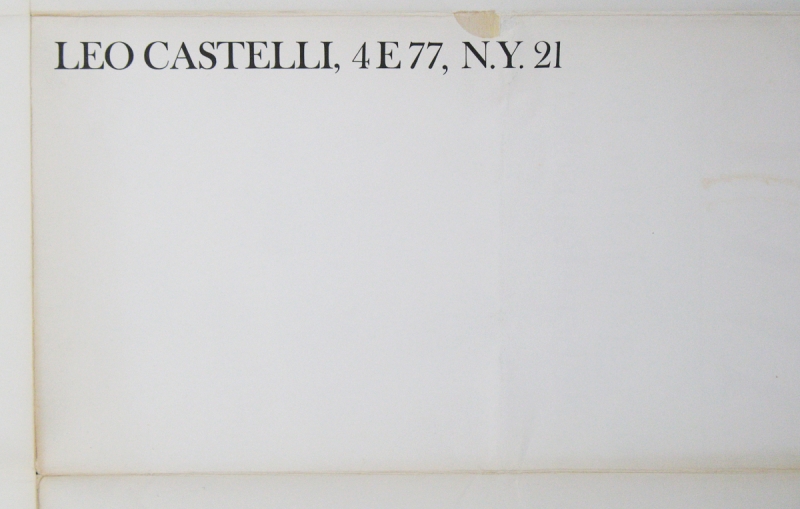 LEO CASTELLI, 4 E 77, N.Y. 21